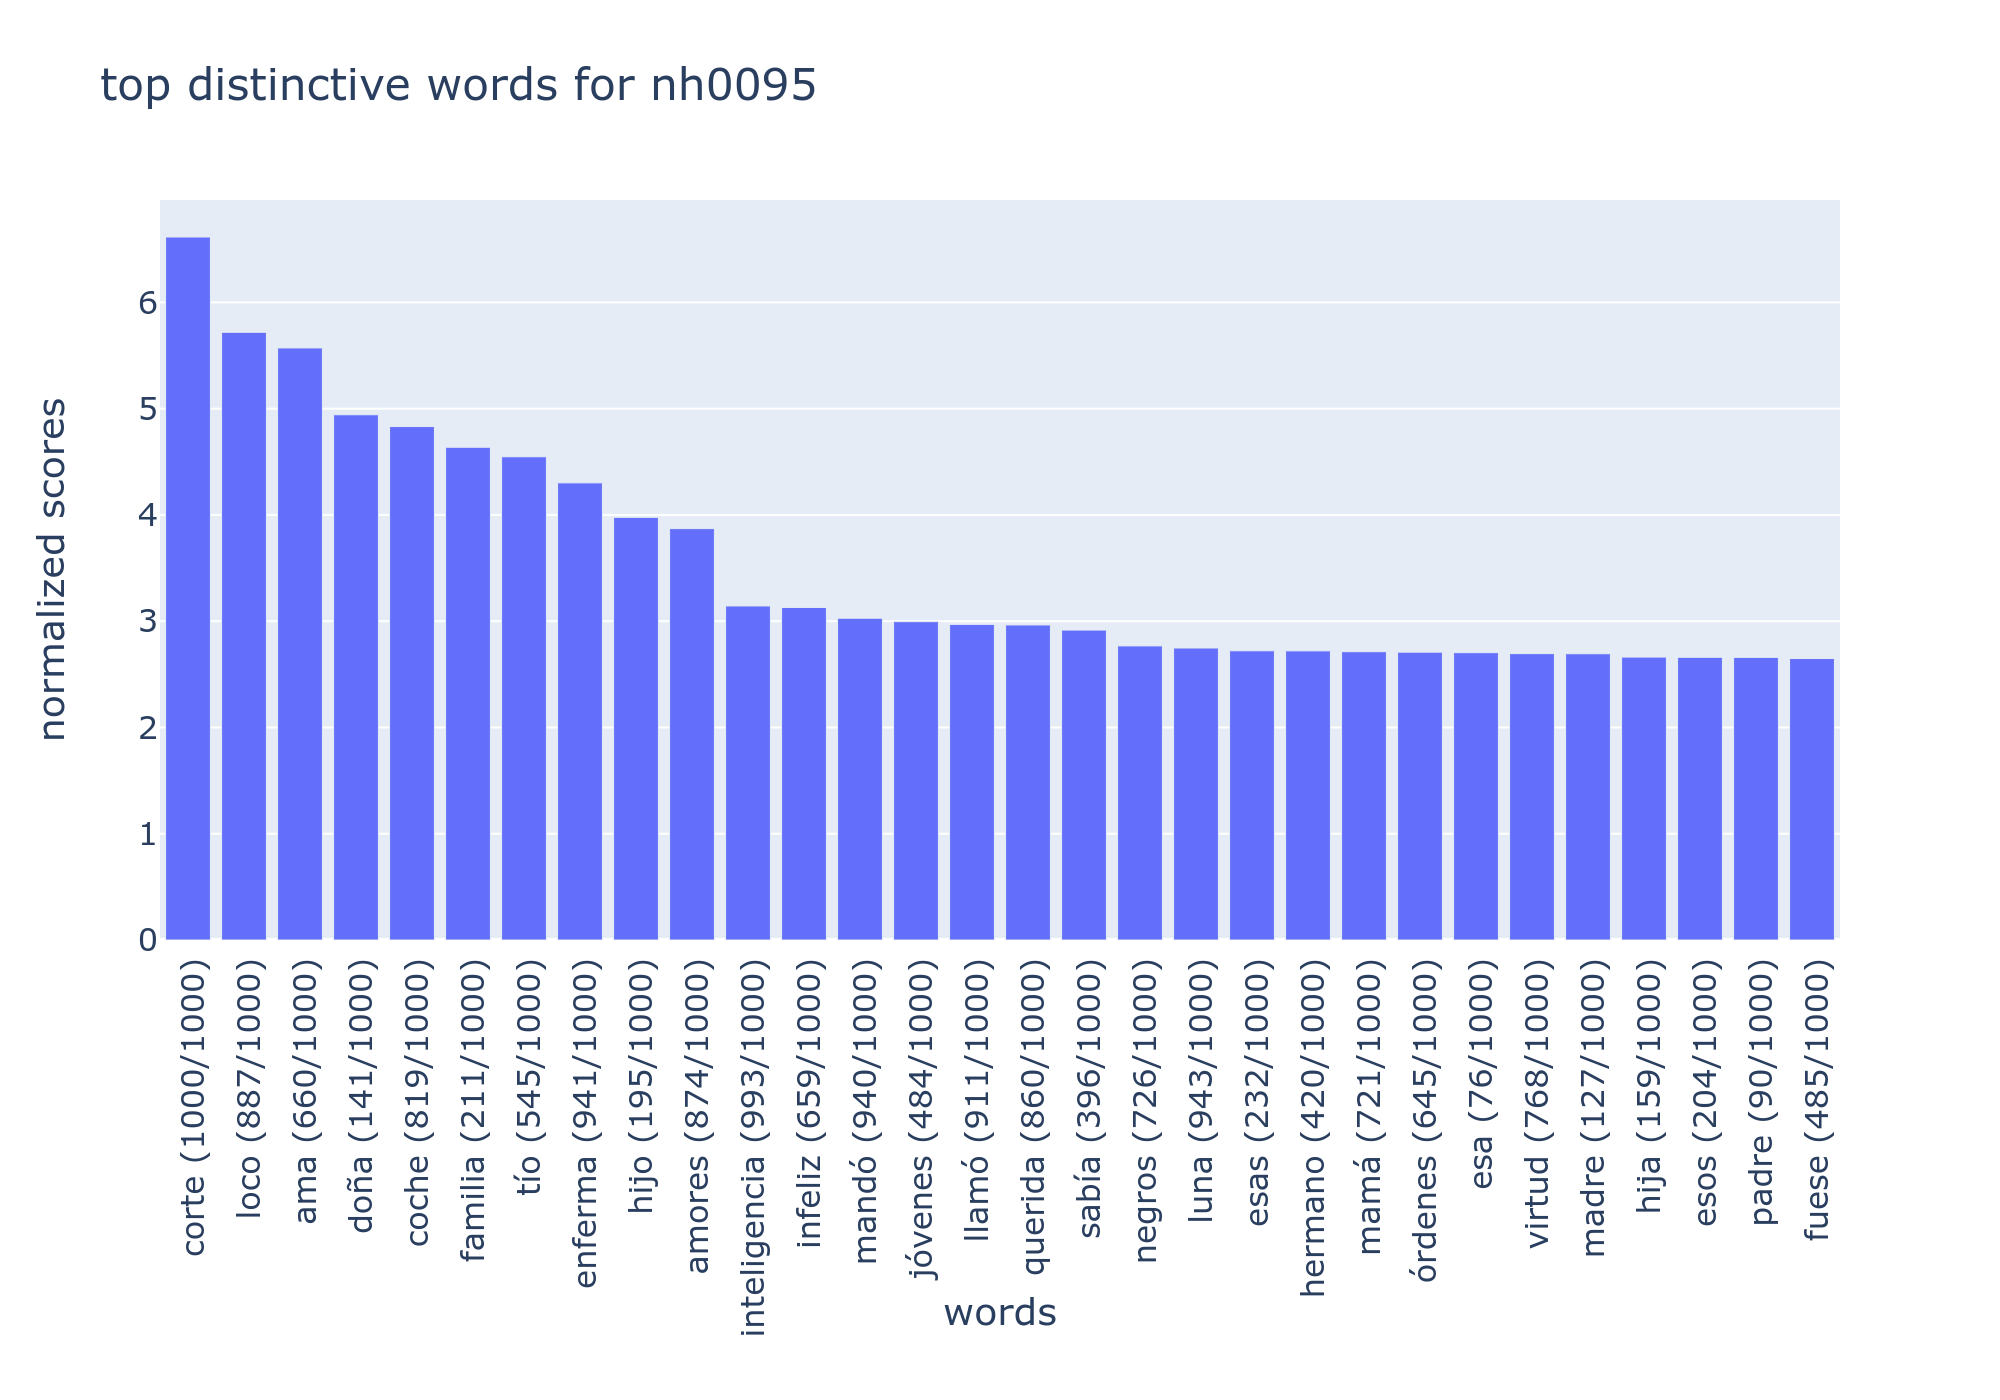 top distinctive words for nh0095
normalized scores
6
5
4
3
2
1
0
corte (1000/1000)
loco (887/1000)
ama (660/1000)
doña (141/1000)
coche (819/1000)
familia (211/1000)
tío (545/1000)
enferma (941/1000)
hijo (195/1000)
amores (874/1000)
inteligencia (993/1000)
infeliz (659/1000)
mandó (940/1000)
jóvenes (484/1000)
llamó (911/1000)
querida (860/1000)
sabía (396/1000)
negros (726/1000)
luna (943/1000)
esas (232/1000)
hermano (420/1000)
mamá (721/1000)
órdenes (645/1000)
esa (76/1000)
virtud (768/1000)
madre (127/1000)
hija (159/1000)
esos (204/1000)
padre (90/1000)
fuese (485/1000)
words